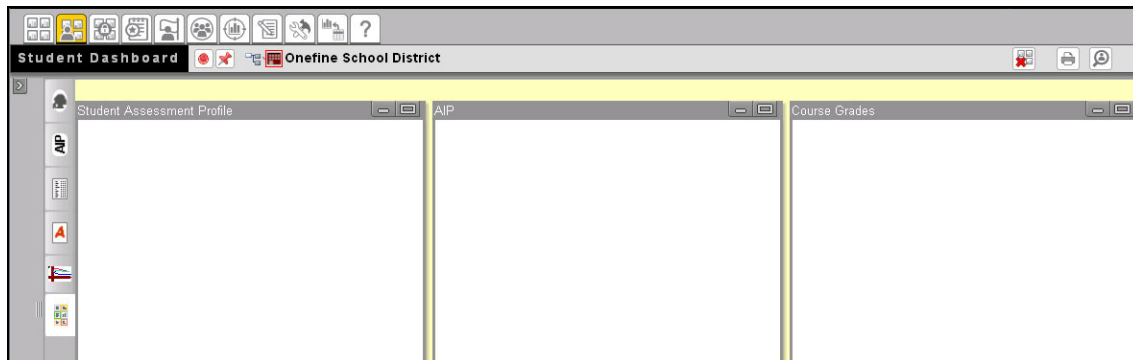 ?
Student Dashboard Onefine School District
Student Assessment Profile AIP Course Grades
AIP
A